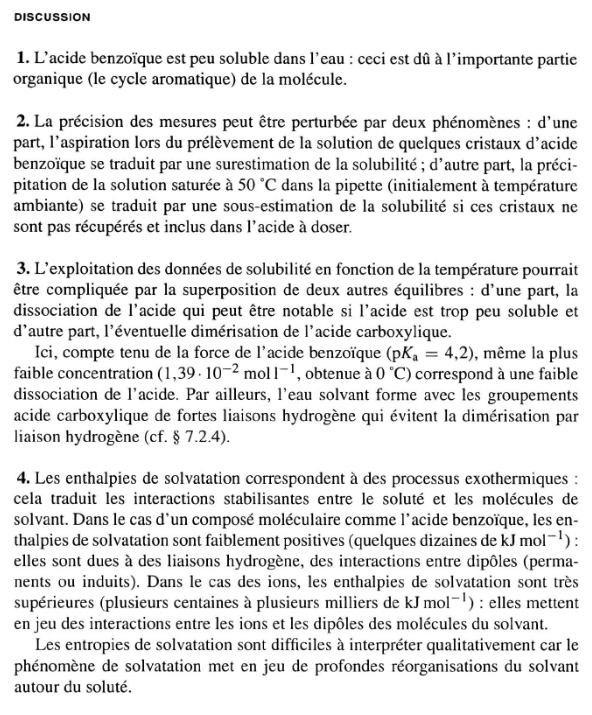 DISCUSSION
1. L'acide benzoïque est peu soluble dans l'eau : ceci est dû à l'importante partie
organique (le cycle aromatique) de la molécule.
2. La précision des mesures peut être perturbée par deux phénomènes : d'une
part, l'aspiration lors du prélèvement de la solution de quelques cristaux d'acide
benzoïque se traduit par une surestimation de la solubilité ; d'autre part, la préci-
pitation de la solution saturée à 50 °C dans la pipette (initialement à température
ambiante) se traduit par une sous-estimation de la solubilité si ces cristaux ne
sont pas récupérés et inclus dans l'acide à doser.
3. L'exploitation des données de solubilité en fonction de la température pourrait
être compliquée par la superposition de deux autres équilibres : d'une part, la
dissociation de l'acide qui peut être notable si l'acide est trop peu soluble et
d'autre part, l'éventuelle dimérisation de l'acide carboxylique.
Ici, compte tenu de la force de l'acide benzoïque (pKₐ = 4,2), même la plus
faible concentration (1,39 · 10⁻² mol l⁻¹, obtenue à 0 °C) correspond à une faible
dissociation de l'acide. Par ailleurs, l'eau solvant forme avec les groupements
acide carboxylique de fortes liaisons hydrogène qui évitent la dimérisation par
liaison hydrogène (cf. § 7.2.4).
4. Les enthalpies de solvatation correspondent à des processus exothermiques :
cela traduit les interactions stabilisantes entre le soluté et les molécules de
solvant. Dans le cas d'un composé moléculaire comme l'acide benzoïque, les en-
thalpies de solvatation sont faiblement positives (quelques dizaines de kJ mol⁻¹) :
elles sont dues à des liaisons hydrogène, des interactions entre dipôles (perma-
nents ou induits). Dans le cas des ions, les enthalpies de solvatation sont très
supérieures (plusieurs centaines à plusieurs milliers de kJ mol⁻¹) : elles mettent
en jeu des interactions entre les ions et les dipôles des molécules du solvant.
Les entropies de solvatation sont difficiles à interpréter qualitativement car le
phénomène de solvatation met en jeu de profondes réorganisations du solvant
autour du soluté.